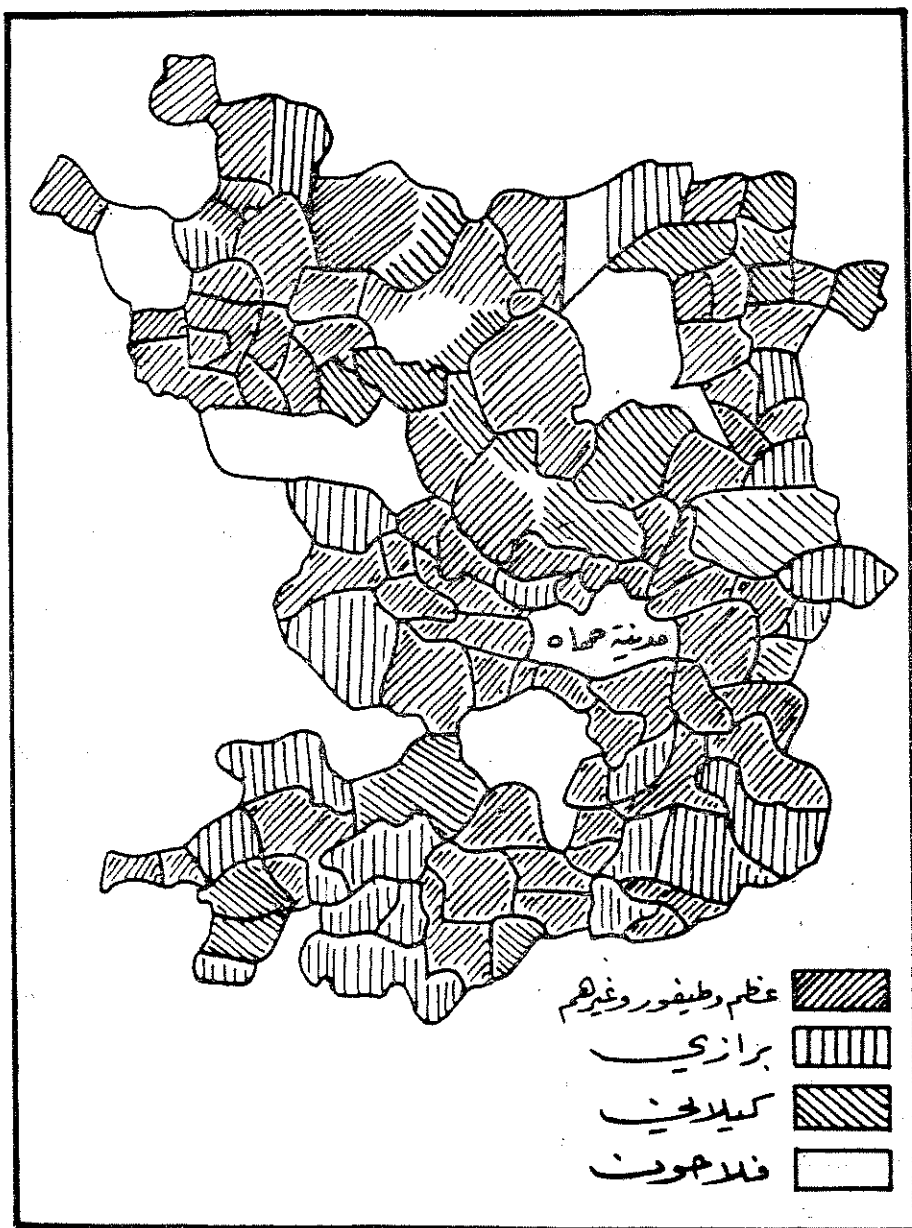 مدينة حماه
عظم وطيفور وغيرهم
برازي
كيلاني
فلاحون